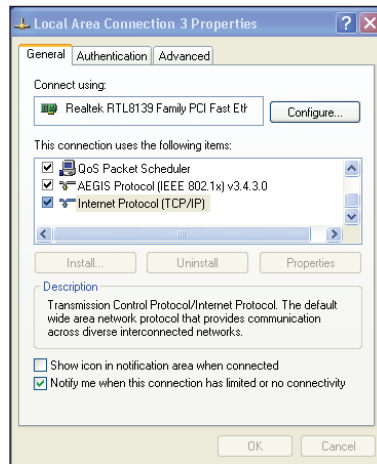 Local Area Connection 3 Properties
General Authentication Advanced
Connect using:
Realtek RTL8139 Family PCI Fast Eth
Configure...
This connection uses the following items:
QoS Packet Scheduler
AEGIS Protocol (IEEE 802.1x) v3.4.3.0
Internet Protocol (TCP/IP)
Install... Uninstall Properties
Description
Transmission Control Protocol/Internet Protocol. The default
wide area network protocol that provides communication
across diverse interconnected networks.
Show icon in notification area when connected
Notify me when this connection has limited or no connectivity
OK Cancel